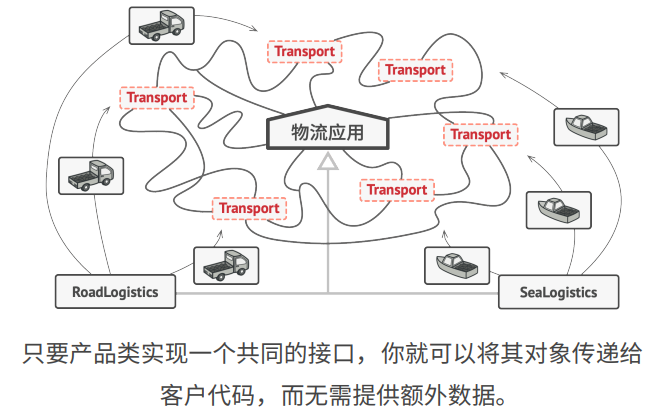 Transport
Transport
Transport
物流应用
Transport
Transport
Transport
RoadLogistics
SeaLogistics
只要产品类实现一个共同的接口，你就可以将其对象传递给
客户代码，而无需提供额外数据。